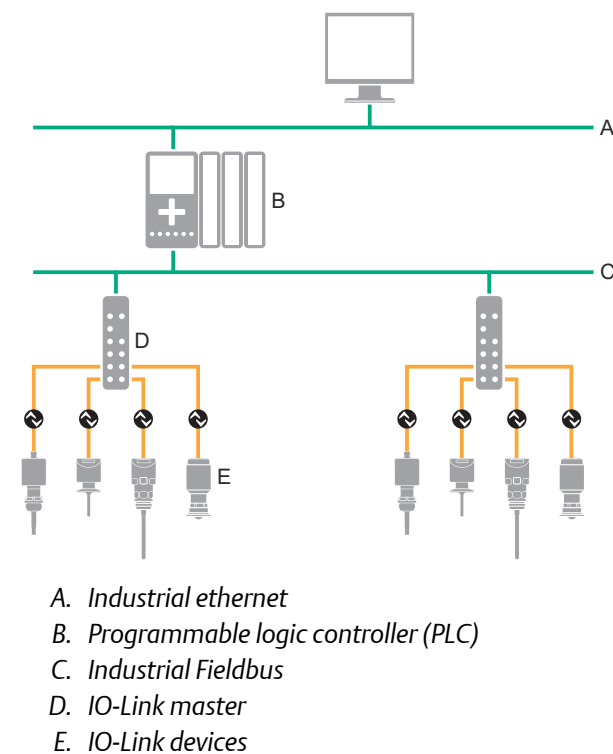 A
B
C
D
E
A. Industrial ethernet
B. Programmable logic controller (PLC)
C. Industrial Fieldbus
D. IO-Link master
E. IO-Link devices